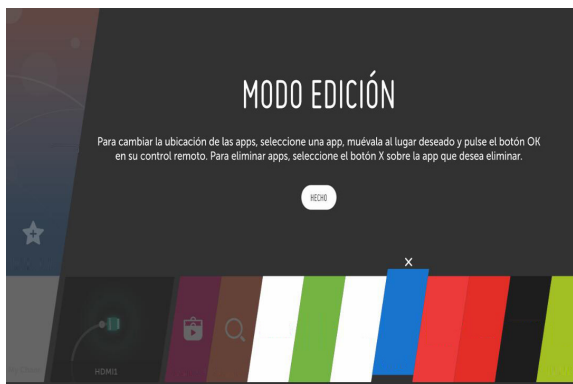 MODO EDICIÓN
Para cambiar la ubicación de las apps, seleccione una app, muévala al lugar deseado y pulse el botón OK
en su control remoto. Para eliminar apps, seleccione el botón X sobre la app que desea eliminar.
HECHO
X
HDMI1